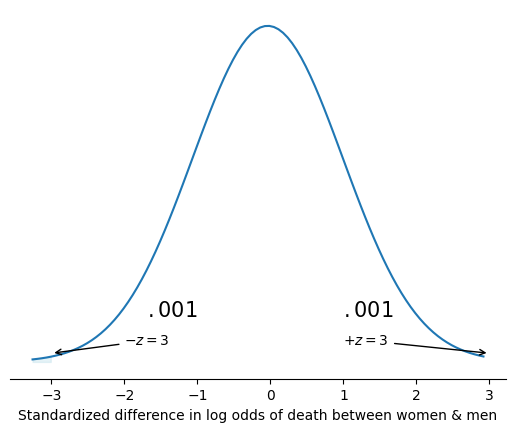 .001 .001
−z = 3 +z = 3
−3 −2 −1 0 1 2 3
Standardized difference in log odds of death between women & men